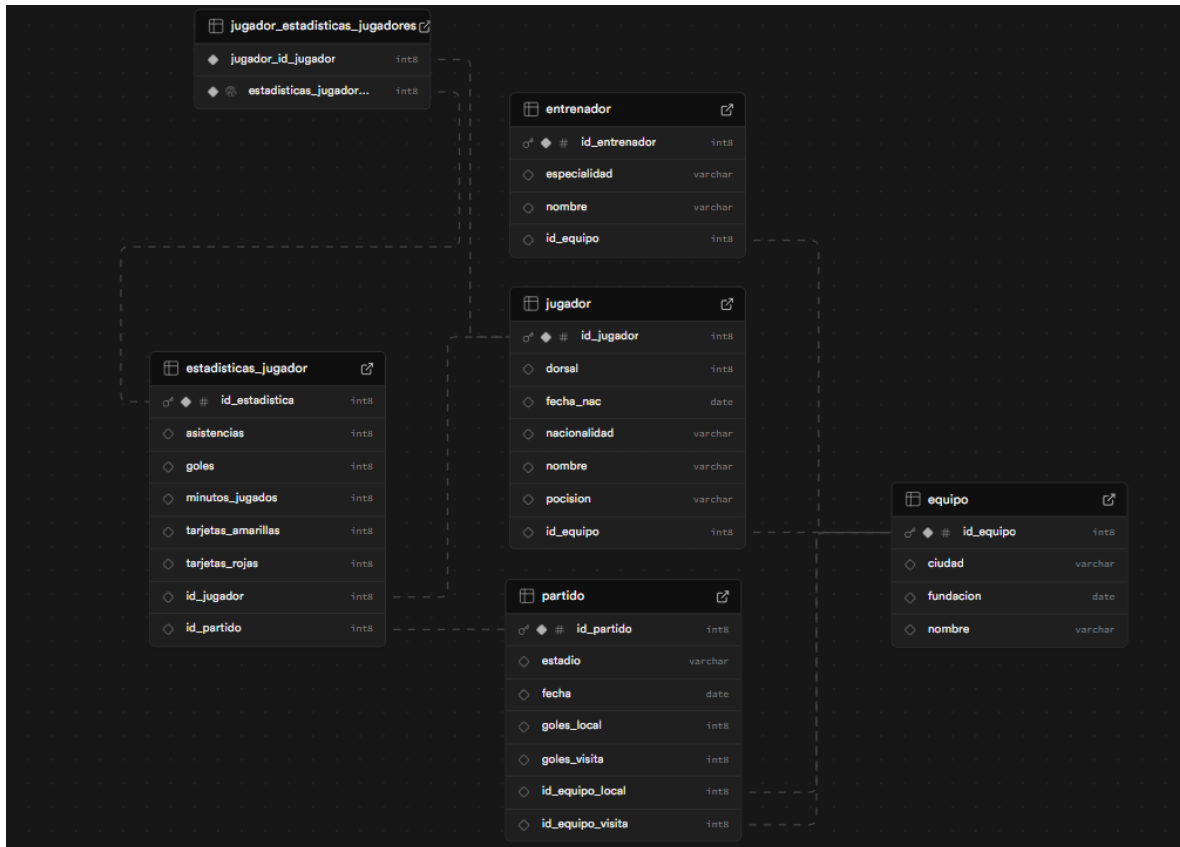 jugador_estadisticas_jugadores
jugador_id_jugador int8
estadisticas_jugador... int8
entrenador
# id_entrenador int8
especialidad varchar
nombre varchar
id_equipo int8
jugador
# id_jugador int8
dorsal int8
fecha_nac date
nacionalidad varchar
nombre varchar
pocision varchar
id_equipo int8
estadisticas_jugador
# id_estadistica int8
asistencias int8
goles int8
minutos_jugados int8
tarjetas_amarillas int8
tarjetas_rojas int8
id_jugador int8
id_partido int8
partido
# id_partido int8
estadio varchar
fecha date
goles_local int8
goles_visita int8
id_equipo_local int8
id_equipo_visita int8
equipo
# id_equipo int8
ciudad varchar
fundacion date
nombre varchar